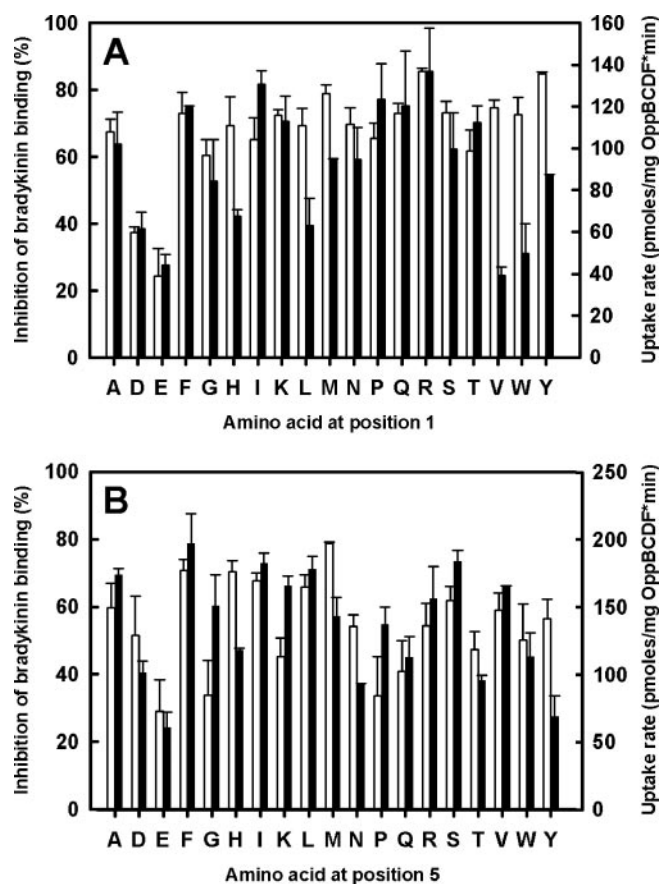 A
Inhibition of bradykinin binding (%)
100
80
60
40
20
0
160
140
120
100
80
60
40
20
0
Uptake rate (pmoles/mg OppBCDF*min)
A D E F G H I K L M N P Q R S T V W Y
Amino acid at position 1
B
Inhibition of bradykinin binding (%)
100
80
60
40
20
0
250
200
150
100
50
0
Uptake rate (pmoles/mg OppBCDF*min)
A D E F G H I K L M N P Q R S T V W Y
Amino acid at position 5